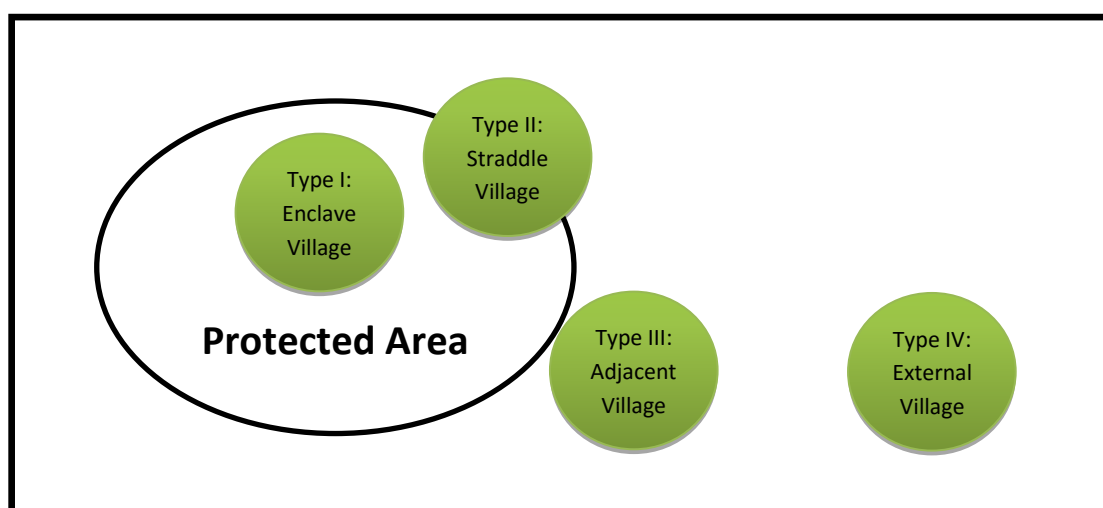 Type II:
Straddle
Village
Type I:
Enclave
Village
Protected Area
Type III:
Adjacent
Village
Type IV:
External
Village